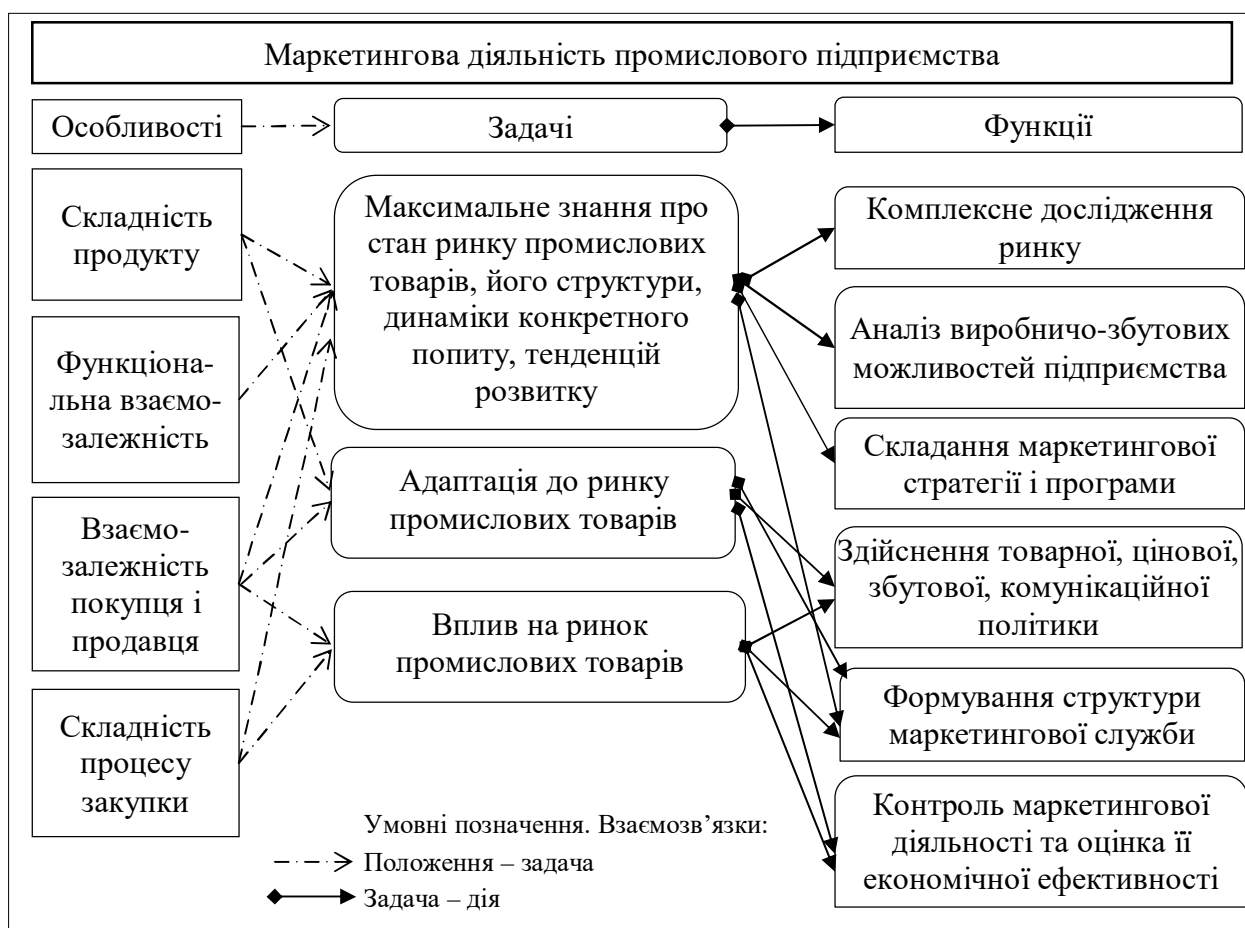 Маркетингова діяльність промислового підприємства
Особливості
Задачі
Функції
Складність
продукту
Функціона-
льна взаємо-
залежність
Взаємо-
залежність
покупця і
продавця
Складність
процесу
закупки
Максимальне знання про
стан ринку промислових
товарів, його структури,
динаміки конкретного
попиту, тенденцій
розвитку
Адаптація до ринку
промислових товарів
Вплив на ринок
промислових товарів
Комплексне дослідження
ринку
Аналіз виробничо-збутових
можливостей підприємства
Складання маркетингової
стратегії і програми
Здійснення товарної, цінової,
збутової, комунікаційної
політики
Формування структури
маркетингової служби
Контроль маркетингової
діяльності та оцінка її
економічної ефективності
Умовні позначення. Взаємозв’язки:
Положення – задача
Задача – дія